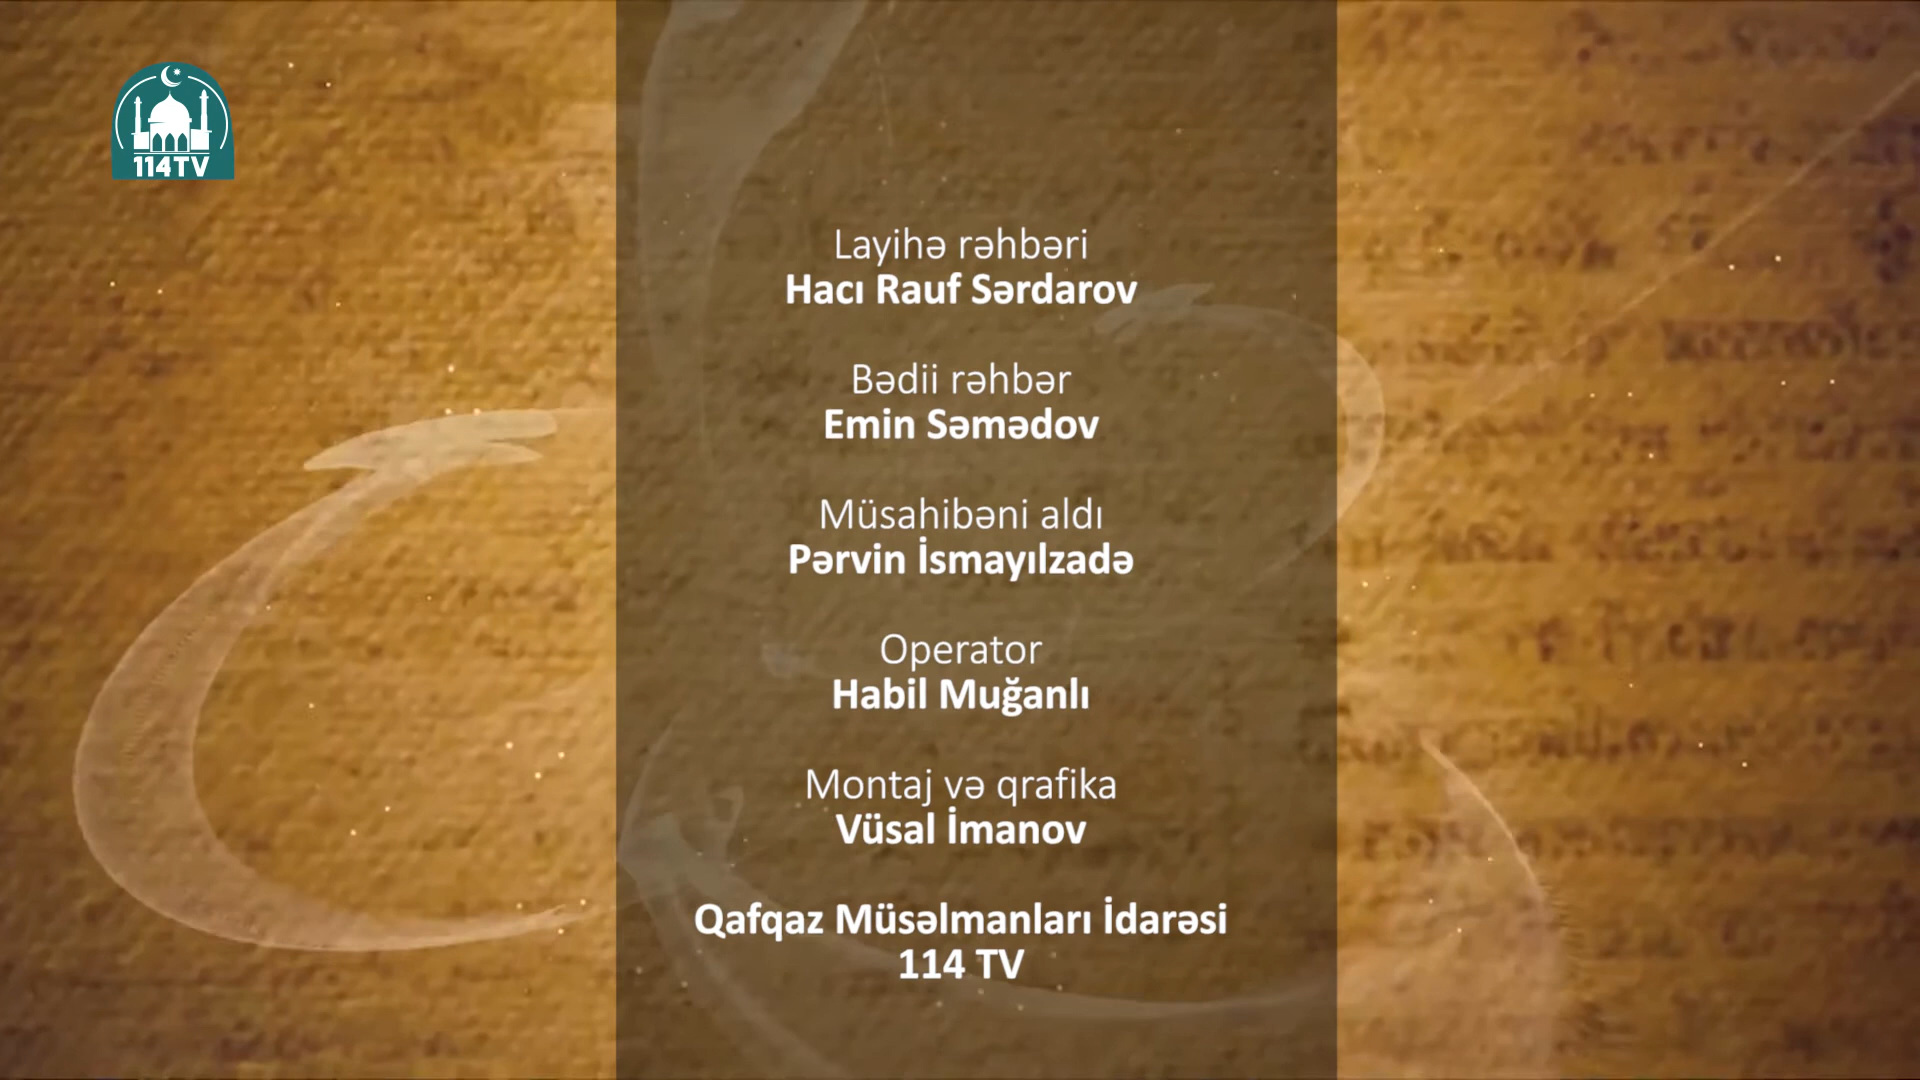 114TV
Layihə rəhbəri
Hacı Rauf Sərdarov
Bədii rəhbər
Emin Səmədov
Müsahibəni aldı
Pərvin İsmayılzadə
Operator
Habil Muğanlı
Montaj və qrafika
Vüsal İmanov
Qafqaz Müsəlmanları İdarəsi
114 TV